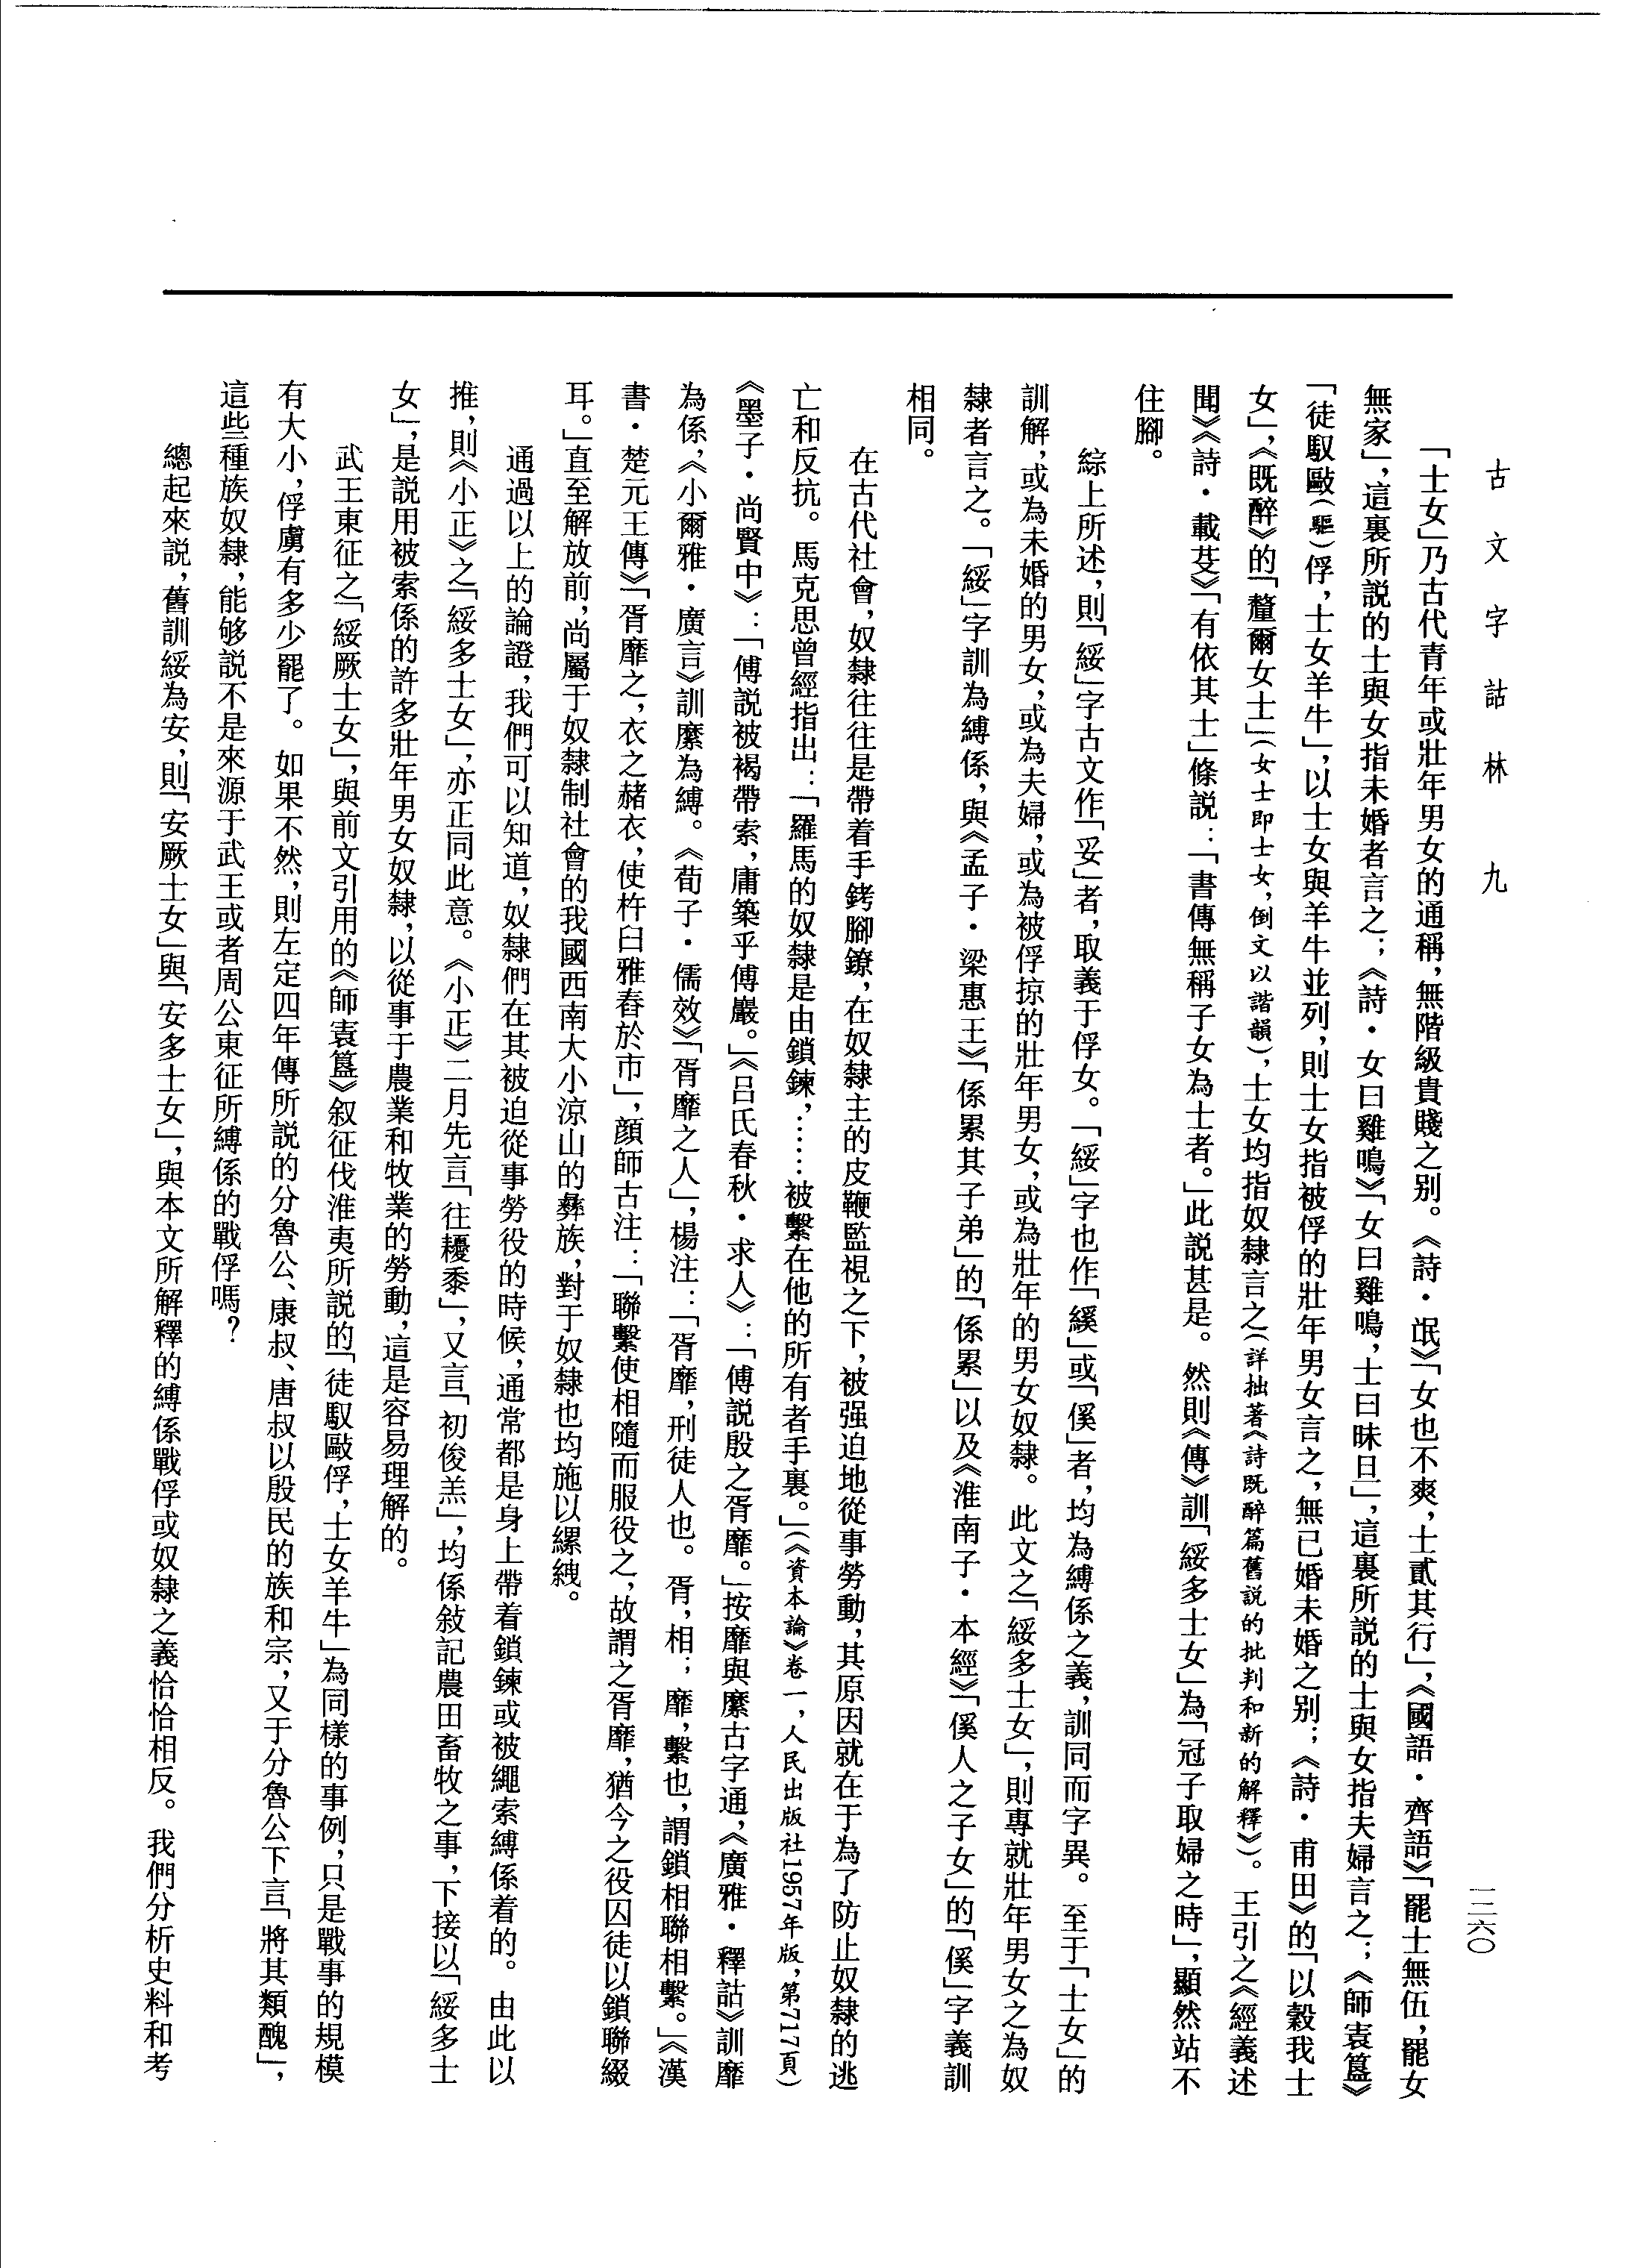 古文字詁林　九
一二六〇
「士女」乃古代青年或壯年男女的通稱，無階級貴賤之別。《詩・氓》「女也不爽，士貳其行」，《國語・齊語》「罷士無伍，罷女
無家」，這裏所説的士與女指未婚者言之；《詩・女曰雞鳴》「女曰雞鳴，士曰昧旦」，這裏所説的士與女指夫婦言之；《師袁簋》
「徒馭毆（驅）俘，士女羊牛」，以士女與羊牛並列，則士女指被俘的壯年男女言之，無已婚未婚之別；《詩・甫田》的「以穀我士
女」，《既醉》的「釐爾女士」（女士即士女，倒文以諧韻），士女均指奴隸言之（詳拙著《詩既醉篇舊説的批判和新的解釋》）。王引之《經義述
聞》《詩・載芟》「有依其士」條説：「書傳無稱子女為士者。」此説甚是。然則《傳》訓「綏多士女」為「冠子取婦之時」，顯然站不
住腳。
綜上所述，則「綏」字古文作「妥」者，取義于俘女。「綏」字也作「縘」或「傒」者，均為縛係之義，訓同而字異。至于「士女」的
訓解，或為未婚的男女，或為夫婦，或為被俘掠的壯年男女，或為壯年的男女奴隸。此文之「綏多士女」，則專就壯年男女之為奴
隸者言之。「綏」字訓為縛係，與《孟子・梁惠王》「係累其子弟」的「係累」以及《淮南子・本經》「傒人之子女」的「傒」字義訓
相同。
在古代社會，奴隸往往是帶着手銬腳鐐，在奴隸主的皮鞭監視之下，被强迫地從事勞動，其原因就在于為了防止奴隸的逃
亡和反抗。馬克思曾經指出：「羅馬的奴隸是由鎖鍊，……被繫在他的所有者手裏。」（《資本論》卷一，人民出版社1957年版，第717頁）
《墨子・尚賢中》：「傅説被褐帶索，庸築乎傅巖。」《吕氏春秋・求人》：「傅説殷之胥靡。」按靡與縻古字通，《廣雅・釋詁》訓靡
為係，《小爾雅・廣言》訓縻為縛。《荀子・儒效》「胥靡之人」，楊注：「胥靡，刑徒人也。胥，相；靡，繫也，謂鎖相聯相繫。」《漢
書・楚元王傳》「胥靡之，衣之赭衣，使杵臼雅舂於市」，顔師古注：「聯繫使相隨而服役之，故謂之胥靡，猶今之役囚徒以鎖聯綴
耳。」直至解放前，尚屬于奴隸制社會的我國西南大小涼山的彝族，對于奴隸也均施以縲絏。
通過以上的論證，我們可以知道，奴隸們在其被迫從事勞役的時候，通常都是身上帶着鎖鍊或被繩索縛係着的。由此以
推，則《小正》之「綏多士女」，亦正同此意。《小正》二月先言「往耰黍」，又言「初俊羔」，均係敍記農田畜牧之事，下接以「綏多士
女」，是説用被索係的許多壯年男女奴隸，以從事于農業和牧業的勞動，這是容易理解的。
武王東征之「綏厥士女」，與前文引用的《師袁簋》叙征伐淮夷所説的「徒馭毆俘，士女羊牛」為同樣的事例，只是戰事的規模
有大小，俘虜有多少罷了。如果不然，則左定四年傳所説的分魯公、康叔、唐叔以殷民的族和宗，又于分魯公下言「將其類醜」，
這些種族奴隸，能够説不是來源于武王或者周公東征所縛係的戰俘嗎？
總起來説，舊訓綏為安，則「安厥士女」與「安多士女」，與本文所解釋的縛係戰俘或奴隸之義恰恰相反。我們分析史料和考